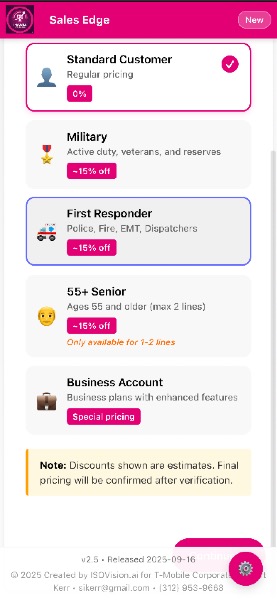 Sales Edge
New
Standard Customer
Regular pricing
0%
Military
Active duty, veterans, and reserves
~15% off
First Responder
Police, Fire, EMT, Dispatchers
~15% off
55+ Senior
Ages 55 and older (max 2 lines)
~15% off
Only available for 1-2 lines
Business Account
Business plans with enhanced features
Special pricing
Note: Discounts shown are estimates. Final
pricing will be confirmed after verification.
v2.5 • Released 2025-09-16
© 2025 Created by ISOVision.ai for T-Mobile Corporate
Kerr • sikerr@gmail.com • (312) 953-9668